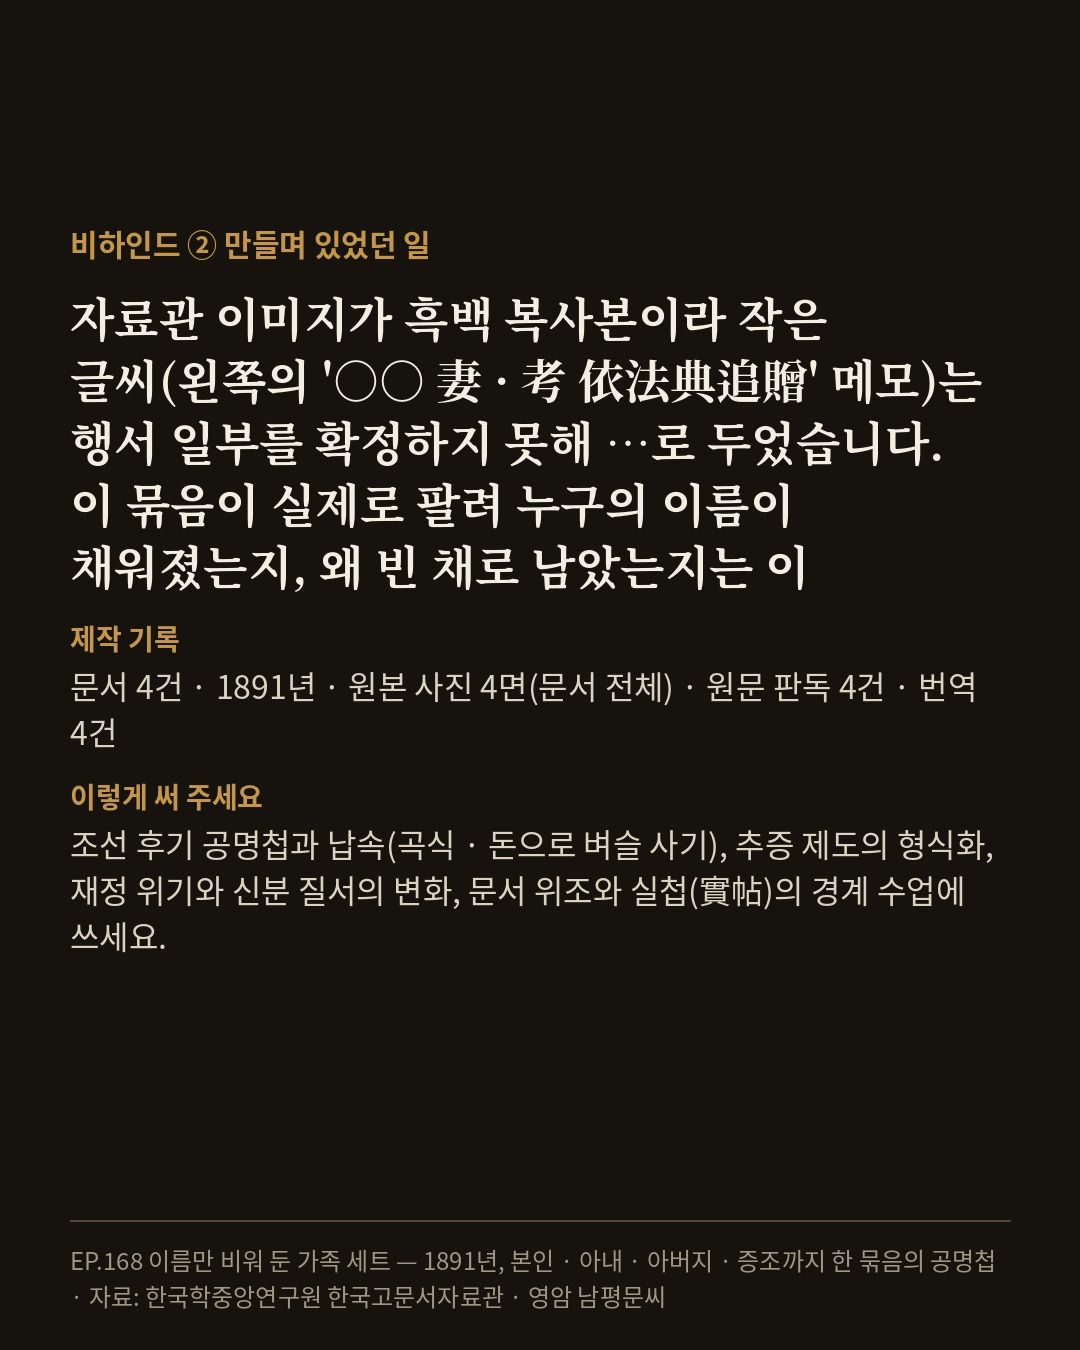 비하인드 ② 만들며 있었던 일
자료관 이미지가 흑백 복사본이라 작은
글씨(왼쪽의 '○○ 妻 · 考 依法典追贈' 메모)는
행서 일부를 확정하지 못해 …로 두었습니다.
이 묶음이 실제로 팔려 누구의 이름이
채워졌는지, 왜 빈 채로 남았는지는 이
제작 기록
문서 4건 · 1891년 · 원본 사진 4면(문서 전체) · 원문 판독 4건 · 번역
4건
이렇게 써 주세요
조선 후기 공명첩과 납속(곡식 · 돈으로 벼슬 사기), 추증 제도의 형식화,
재정 위기와 신분 질서의 변화, 문서 위조와 실첩(實帖)의 경계 수업에
쓰세요.
EP.168 이름만 비워 둔 가족 세트 — 1891년, 본인 · 아내 · 아버지 · 증조까지 한 묶음의 공명첩
· 자료: 한국학중앙연구원 한국고문서자료관 · 영암 남평문씨